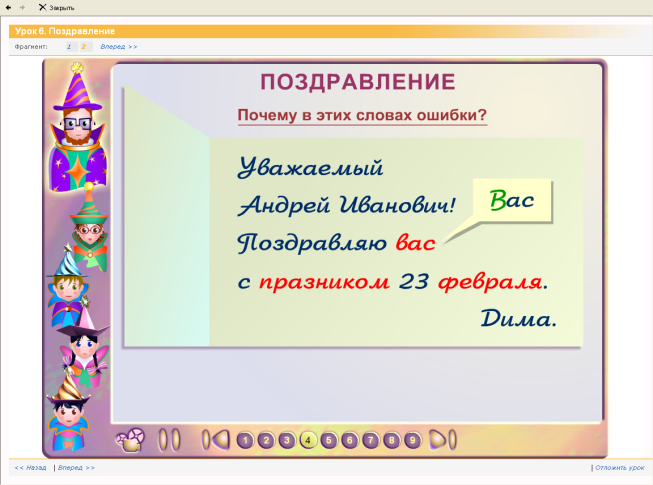 Закрыть
Урок 6. Поздравление
Фрагмент: 1 2 Вперед >>
ПОЗДРАВЛЕНИЕ
Почему в этих словах ошибки?
Уважаемый
Андрей Иванович!
Вас
Поздравляю вас
с празником 23 февраля.
Дима.
1 2 3 4 5 6 7 8 9
<< Назад | Вперед >> | Отложить урок